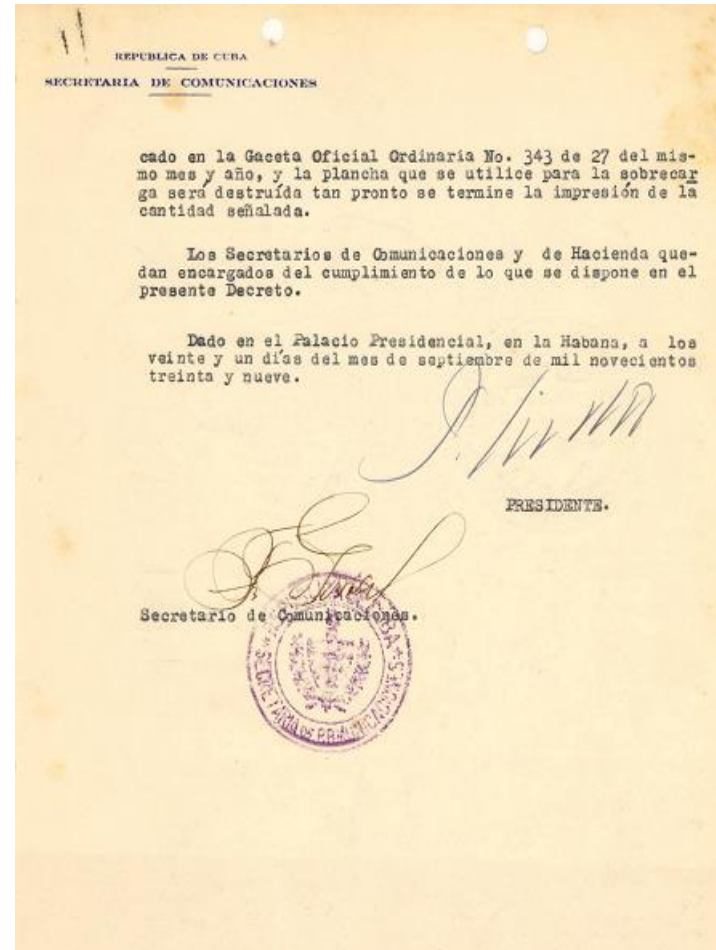 REPUBLICA DE CUBA
SECRETARIA DE COMUNICACIONES
cado en la Gaceta Oficial Ordinaria No. 343 de 27 del mis-
mo mes y año, y la plancha que se utilice para la sobrecar
ga será destruída tan pronto se termine la impresión de la
cantidad señalada.
Los Secretarios de Comunicaciones y de Hacienda que-
dan encargados del cumplimiento de lo que se dispone en el
presente Decreto.
Dado en el Palacio Presidencial, en la Habana, a los
veinte y un días del mes de septiembre de mil novecientos
treinta y nueve.
PRESIDENTE.
Secretario de Comunicaciones.